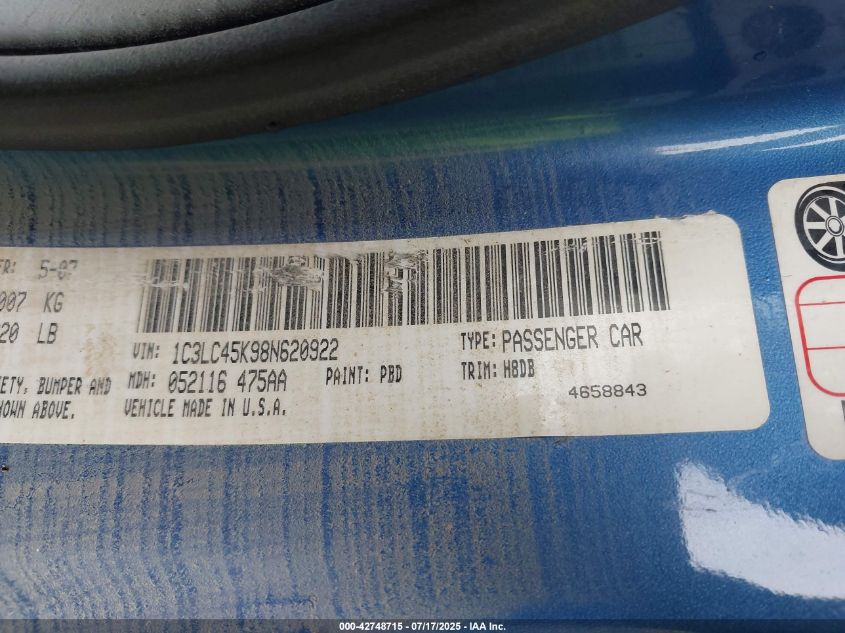 FR: 5-07
007 KG
20 LB
VIN: 1C3LC45K98N620922
TYPE: PASSENGER CAR
ETY, BUMPER AND
MDH: 052116 475AA
PAINT: PBD
TRIM: H8DB
HOWN ABOVE.
VEHICLE MADE IN U.S.A.
4658843
000-42748715 - 07/17/2025 - IAA Inc.